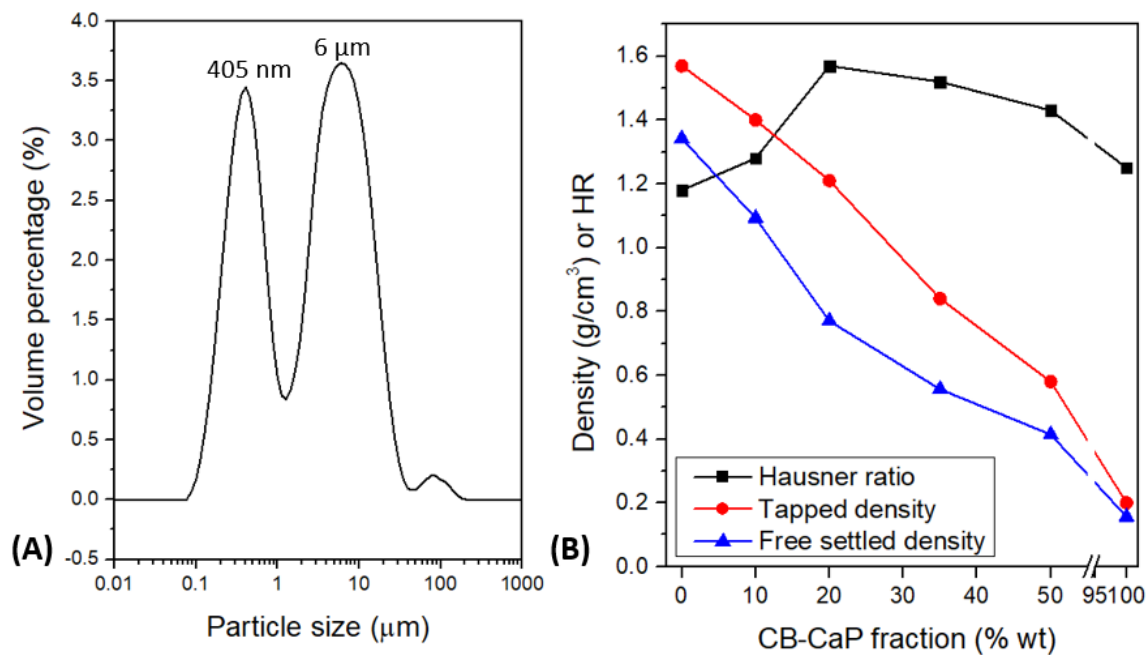 4.0
3.5
3.0
2.5
2.0
1.5
1.0
0.5
0.0
-0.5
Volume percentage (%)
405 nm
6 µm
(A)
0.01 0.1 1 10 100 1000
Particle size (µm)
1.6
1.4
1.2
1.0
0.8
0.6
0.4
0.2
0.0
Density (g/cm³) or HR
Hausner ratio
Tapped density
Free settled density
(B)
0 10 20 30 40 50 95 100
CB-CaP fraction (% wt)